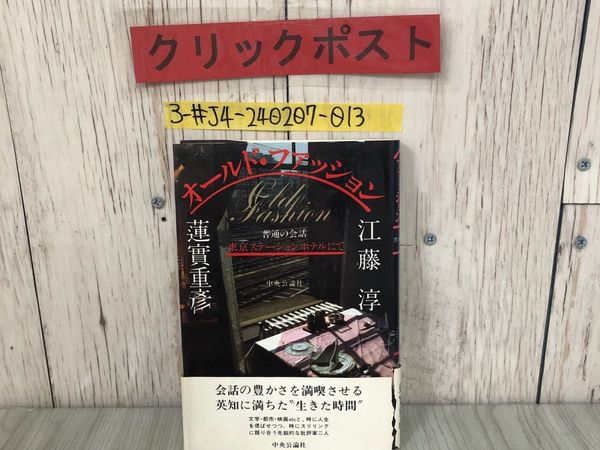 クリックポスト
3-#J4-240207-013
オールド・ファッション
Old
Fashion
普通の会話
東京ステーションホテルにて
江藤 淳
蓮實重彥
中央公論社
会話の豊かさを満喫させる
英知に満ちた〝生きた時間〟
文学・都市・映画etcと、時に人生
を偲ばせつつ、時にスリリング
に語り合う先鋭的な批評家二人
中央公論社